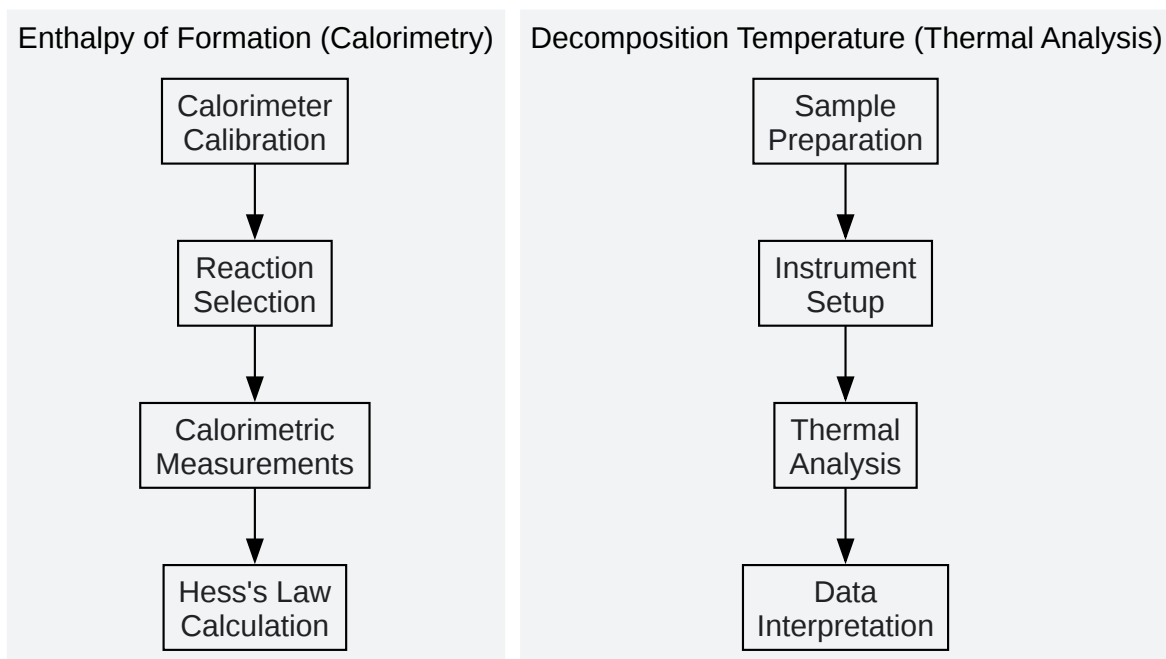 Enthalpy of Formation (Calorimetry)
Calorimeter
Calibration
Reaction
Selection
Calorimetric
Measurements
Hess's Law
Calculation
Decomposition Temperature (Thermal Analysis)
Sample
Preparation
Instrument
Setup
Thermal
Analysis
Data
Interpretation